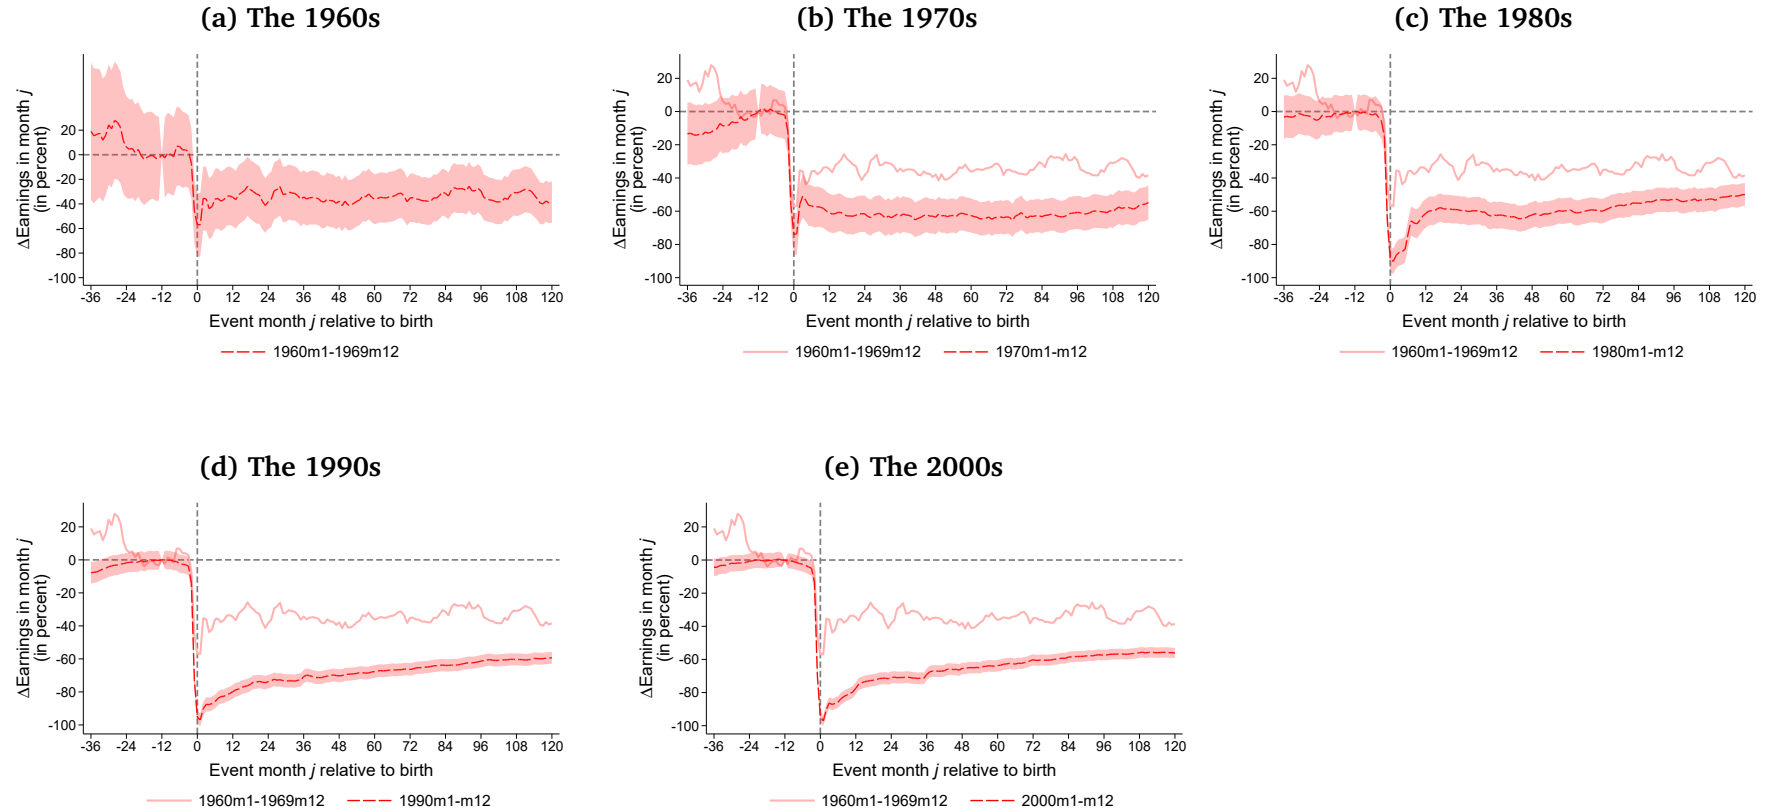 (a) The 1960s
ΔEarnings in month j
(in percent)
20
0
-20
-40
-60
-80
-100
-36 -24 -12 0 12 24 36 48 60 72 84 96 108 120
Event month j relative to birth
1960m1-1969m12
(b) The 1970s
ΔEarnings in month j
(in percent)
20
0
-20
-40
-60
-80
-100
-36 -24 -12 0 12 24 36 48 60 72 84 96 108 120
Event month j relative to birth
1960m1-1969m12 1970m1-m12
(c) The 1980s
ΔEarnings in month j
(in percent)
20
0
-20
-40
-60
-80
-100
-36 -24 -12 0 12 24 36 48 60 72 84 96 108 120
Event month j relative to birth
1960m1-1969m12 1980m1-m12
(d) The 1990s
ΔEarnings in month j
(in percent)
20
0
-20
-40
-60
-80
-100
-36 -24 -12 0 12 24 36 48 60 72 84 96 108 120
Event month j relative to birth
1960m1-1969m12 1990m1-m12
(e) The 2000s
ΔEarnings in month j
(in percent)
20
0
-20
-40
-60
-80
-100
-36 -24 -12 0 12 24 36 48 60 72 84 96 108 120
Event month j relative to birth
1960m1-1969m12 2000m1-m12